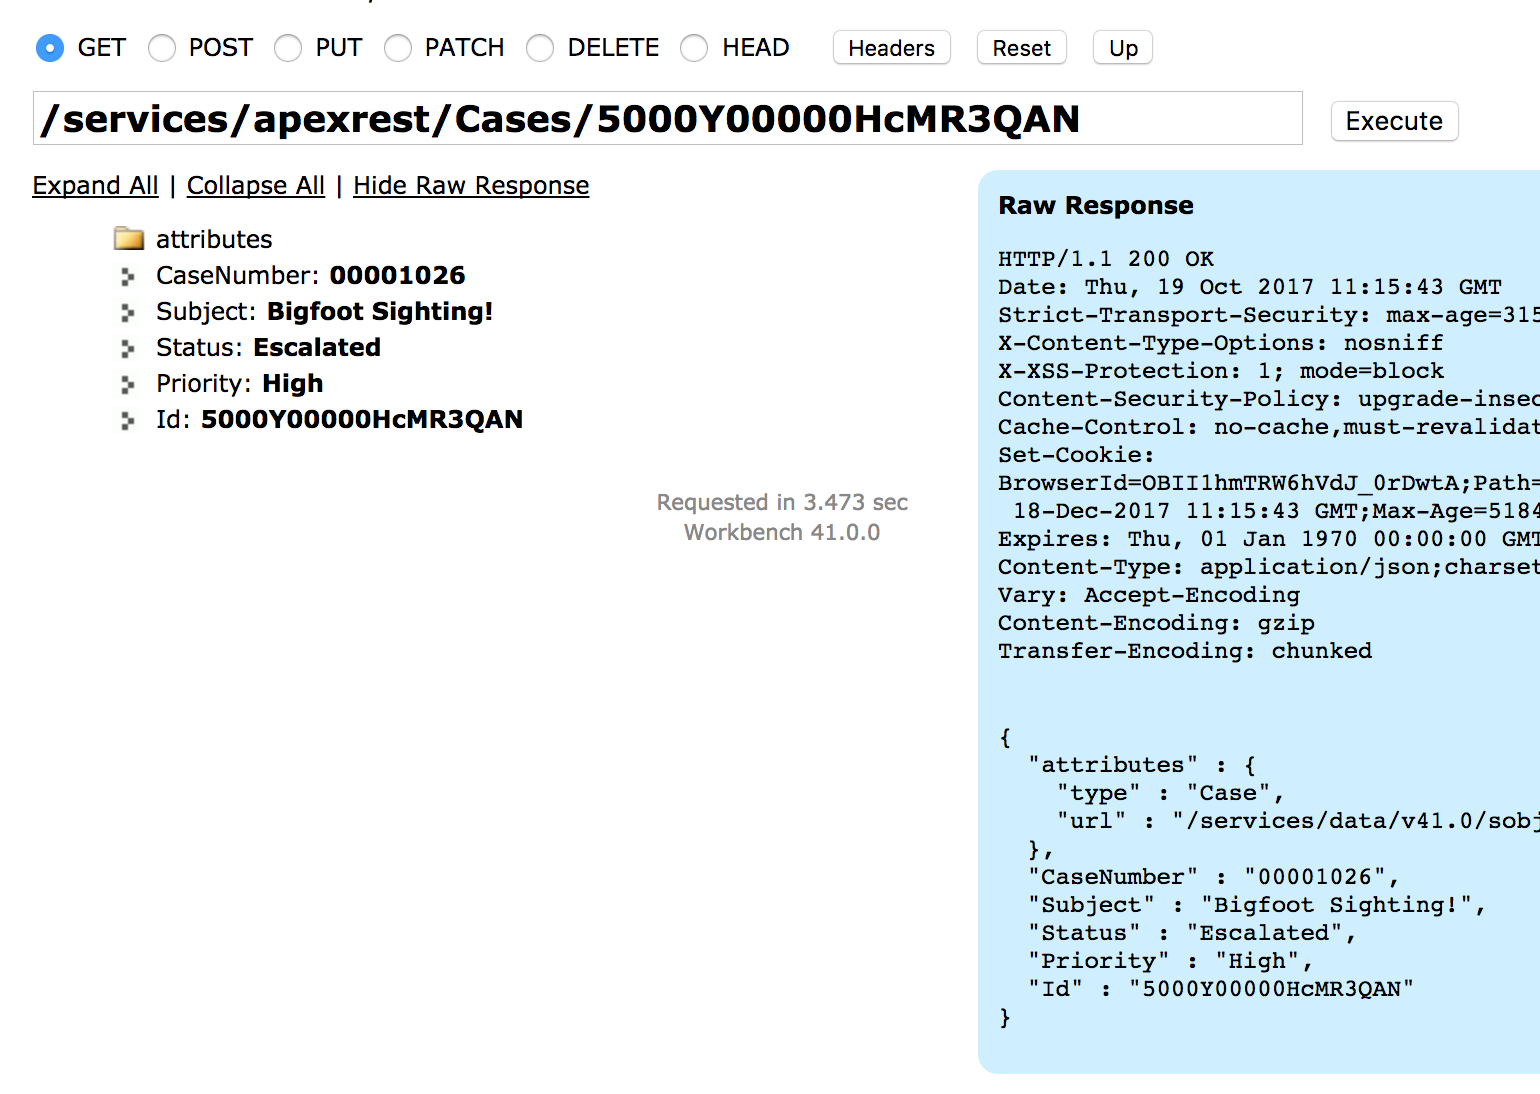 GET POST PUT PATCH DELETE HEAD Headers Reset Up
/services/apexrest/Cases/5000Y00000HcMR3QAN Execute
Expand All | Collapse All | Hide Raw Response
attributes
CaseNumber: 00001026
Subject: Bigfoot Sighting!
Status: Escalated
Priority: High
Id: 5000Y00000HcMR3QAN
Requested in 3.473 sec
Workbench 41.0.0
Raw Response
HTTP/1.1 200 OK
Date: Thu, 19 Oct 2017 11:15:43 GMT
Strict-Transport-Security: max-age=315
X-Content-Type-Options: nosniff
X-XSS-Protection: 1; mode=block
Content-Security-Policy: upgrade-insec
Cache-Control: no-cache,must-revalidat
Set-Cookie:
BrowserId=OBII1hmTRW6hVdJ_0rDwtA;Path=
18-Dec-2017 11:15:43 GMT;Max-Age=5184
Expires: Thu, 01 Jan 1970 00:00:00 GMT
Content-Type: application/json;charset
Vary: Accept-Encoding
Content-Encoding: gzip
Transfer-Encoding: chunked
{
"attributes" : {
"type" : "Case",
"url" : "/services/data/v41.0/sobj
},
"CaseNumber" : "00001026",
"Subject" : "Bigfoot Sighting!",
"Status" : "Escalated",
"Priority" : "High",
"Id" : "5000Y00000HcMR3QAN"
}